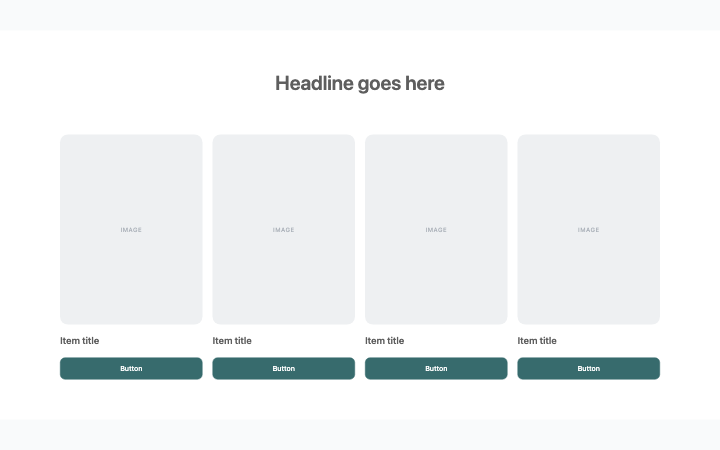 Headline goes here
IMAGE
IMAGE
IMAGE
IMAGE
Item title
Item title
Item title
Item title
Button
Button
Button
Button